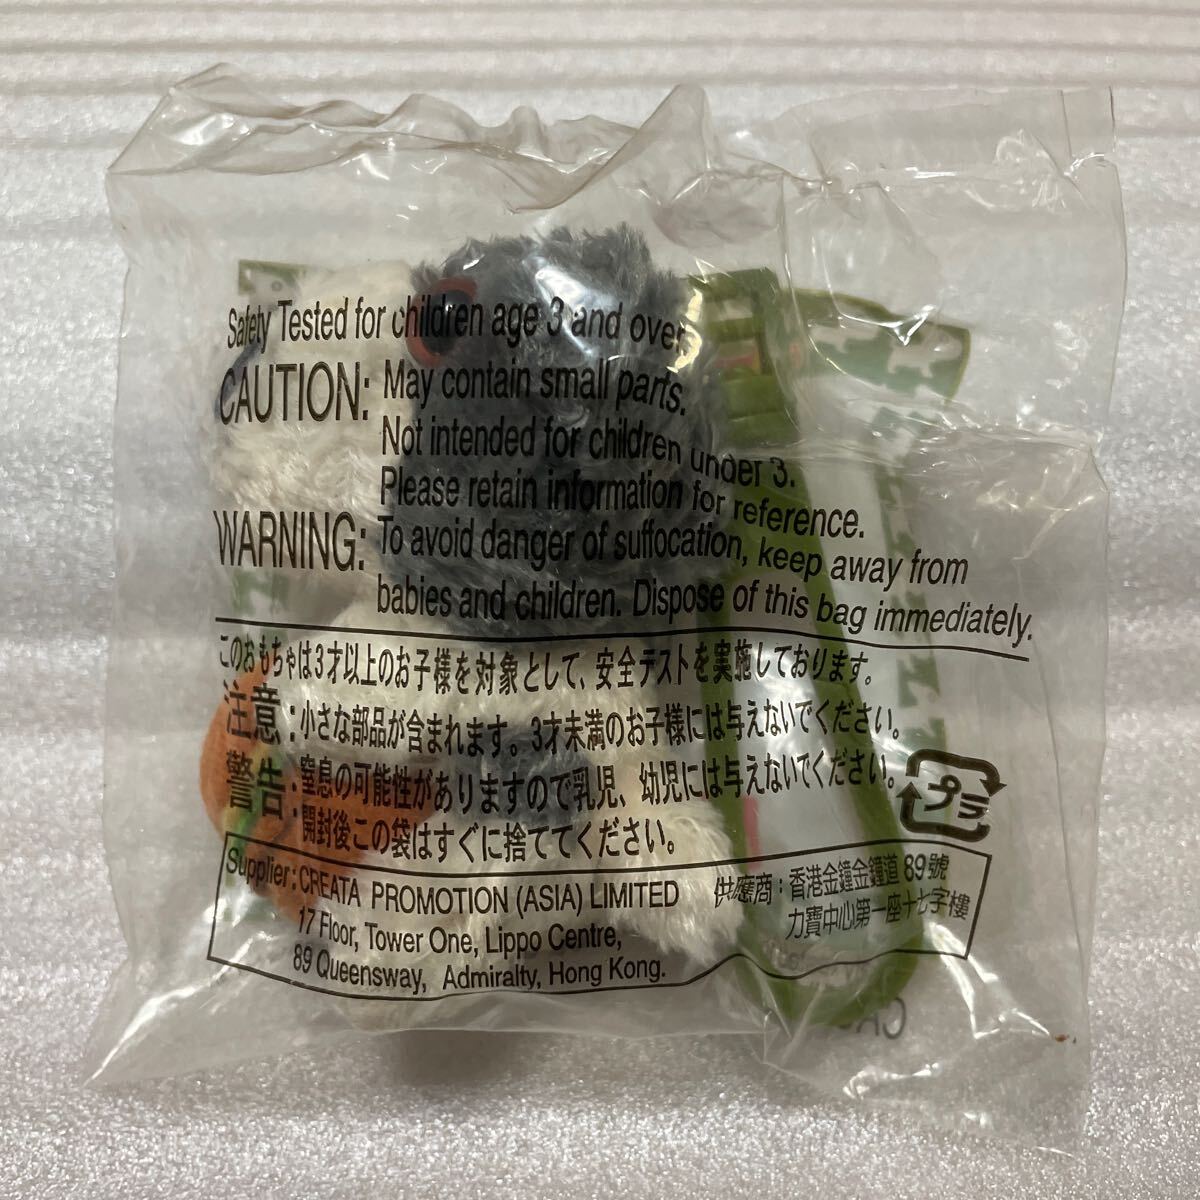 Safety Tested for children age 3 and over.
CAUTION: May contain small parts.
Not intended for children under 3.
Please retain information for reference.
WARNING: To avoid danger of suffocation, keep away from
babies and children. Dispose of this bag immediately.
このおもちゃは3才以上のお子様を対象として、安全テストを実施しております。
注意:小さな部品が含まれます。3才未満のお子様には与えないでください。
警告:窒息の可能性がありますので乳児、幼児には与えないでください。
開封後この袋はすぐに捨ててください。
プラ
Supplier: CREATA PROMOTION (ASIA) LIMITED
17 Floor, Tower One, Lippo Centre,
89 Queensway, Admiralty, Hong Kong.
供應商:香港金鐘金鐘道89號
力寶中心第一座十七字樓